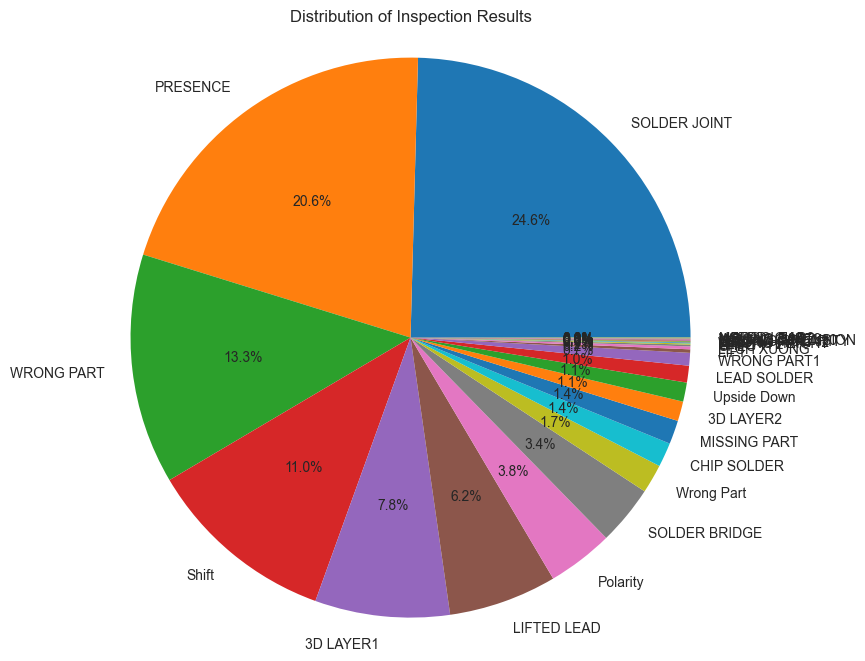 Distribution of Inspection Results
PRESENCE
SOLDER JOINT
20.6%
24.6%
WRONG PART
13.3%
WRONG PART1
1.0%
LEAD SOLDER
1.1%
Upside Down
1.1%
3D LAYER2
1.4%
MISSING PART
1.4%
CHIP SOLDER
1.7%
Wrong Part
3.4%
SOLDER BRIDGE
3.8%
Polarity
6.2%
LIFTED LEAD
7.8%
3D LAYER1
11.0%
Shift